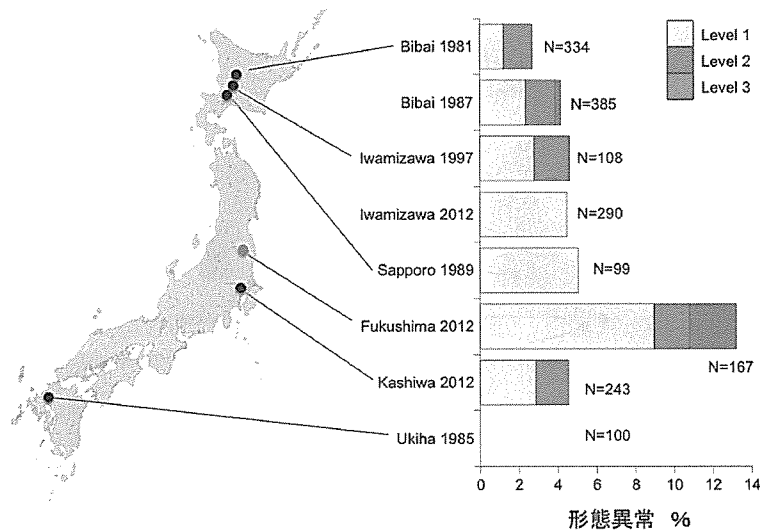 Bibai 1981
N=334
Level 1
Level 2
Level 3
Bibai 1987
N=385
Iwamizawa 1997
N=108
Iwamizawa 2012
N=290
Sapporo 1989
N=99
Fukushima 2012
N=167
Kashiwa 2012
N=243
Ukiha 1985
N=100
0 2 4 6 8 10 12 14
形態異常 %